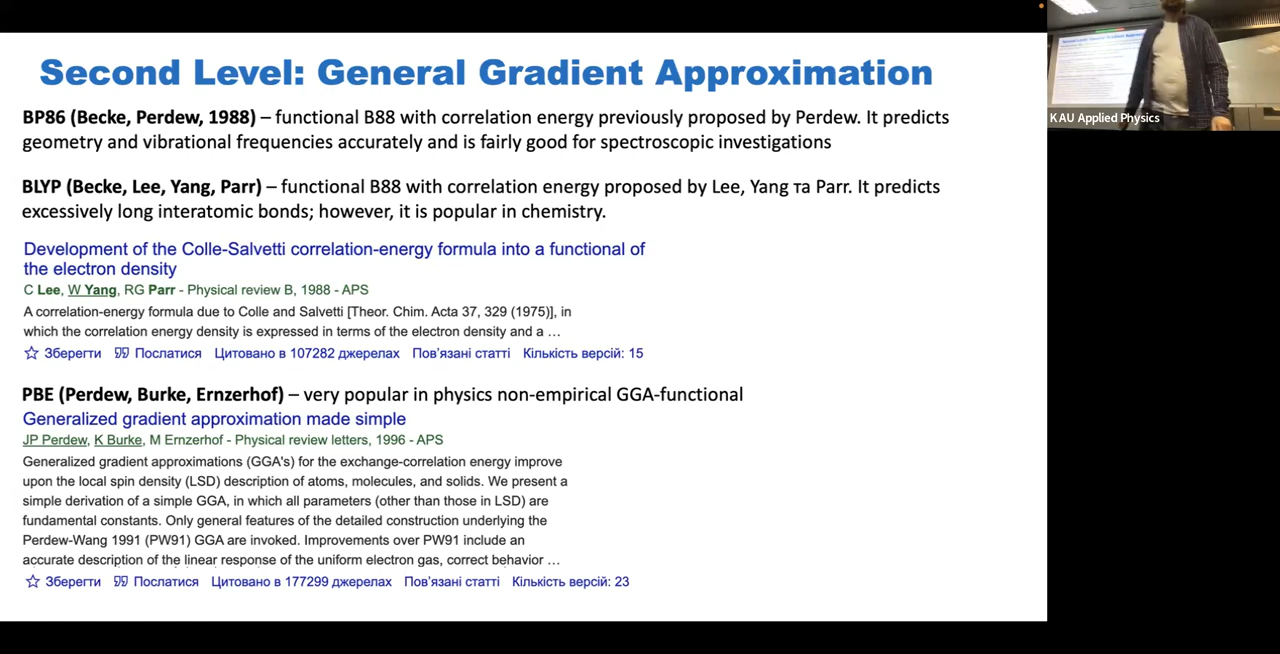 Second Level: General Gradient Approximation
BP86 (Becke, Perdew, 1988) – functional B88 with correlation energy previously proposed by Perdew. It predicts
geometry and vibrational frequencies accurately and is fairly good for spectroscopic investigations
BLYP (Becke, Lee, Yang, Parr) – functional B88 with correlation energy proposed by Lee, Yang та Parr. It predicts
excessively long interatomic bonds; however, it is popular in chemistry.
Development of the Colle-Salvetti correlation-energy formula into a functional of
the electron density
C Lee, W Yang, RG Parr - Physical review B, 1988 - APS
A correlation-energy formula due to Colle and Salvetti [Theor. Chim. Acta 37, 329 (1975)], in
which the correlation energy density is expressed in terms of the electron density and a …
Зберегти Послатися Цитовано в 107282 джерелах Пов’язані статті Кількість версій: 15
PBE (Perdew, Burke, Ernzerhof) – very popular in physics non-empirical GGA-functional
Generalized gradient approximation made simple
JP Perdew, K Burke, M Ernzerhof - Physical review letters, 1996 - APS
Generalized gradient approximations (GGA's) for the exchange-correlation energy improve
upon the local spin density (LSD) description of atoms, molecules, and solids. We present a
simple derivation of a simple GGA, in which all parameters (other than those in LSD) are
fundamental constants. Only general features of the detailed construction underlying the
Perdew-Wang 1991 (PW91) GGA are invoked. Improvements over PW91 include an
accurate description of the linear response of the uniform electron gas, correct behavior …
Зберегти Послатися Цитовано в 177299 джерелах Пов’язані статті Кількість версій: 23
KAU Applied Physics